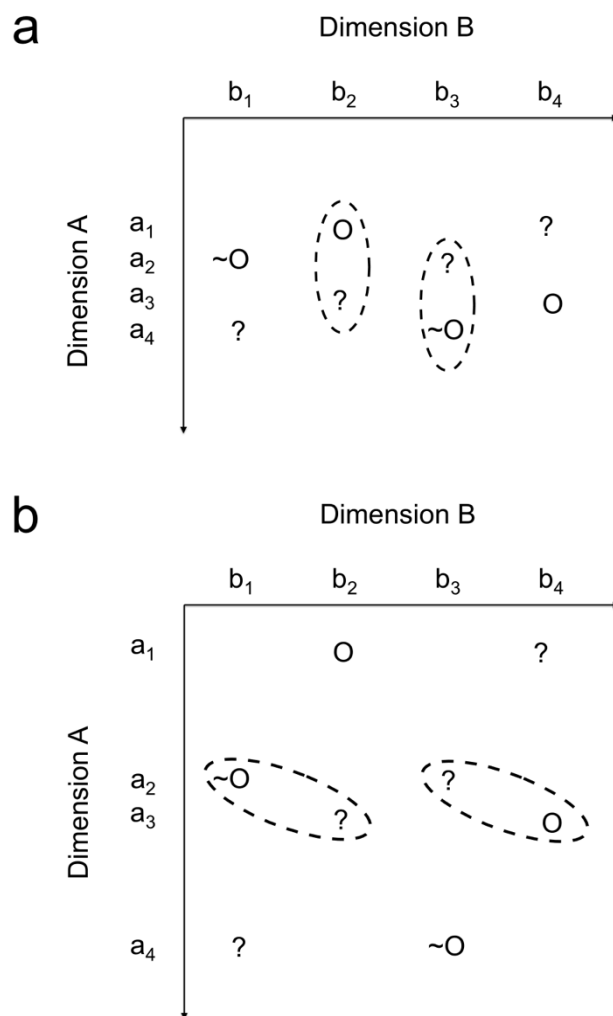 a
Dimension B
b₁ b₂ b₃ b₄
Dimension A
a₁ O ?
a₂ ~O ?
a₃ ? O
a₄ ? ~O
b
Dimension B
b₁ b₂ b₃ b₄
Dimension A
a₁ O ?
a₂ ~O ?
a₃ ? O
a₄ ? ~O